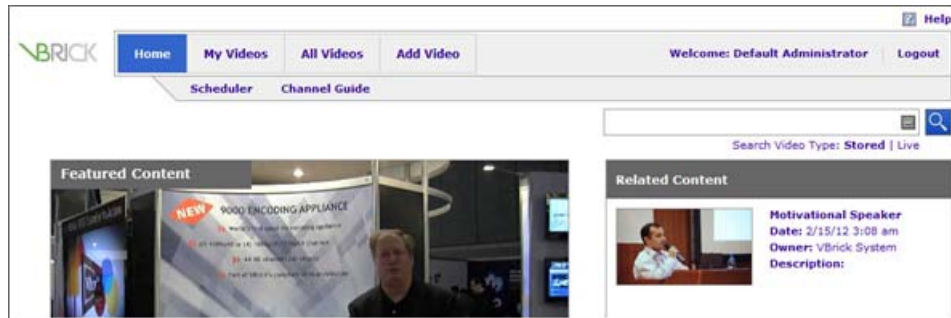 Help
VBRICK
Home My Videos All Videos Add Video Welcome: Default Administrator Logout
Scheduler Channel Guide
Search Video Type: Stored | Live
Featured Content
NEW 9000 ENCODING APPLIANCE
Related Content
Motivational Speaker
Date: 2/15/12 3:08 am
Owner: VBrick System
Description: